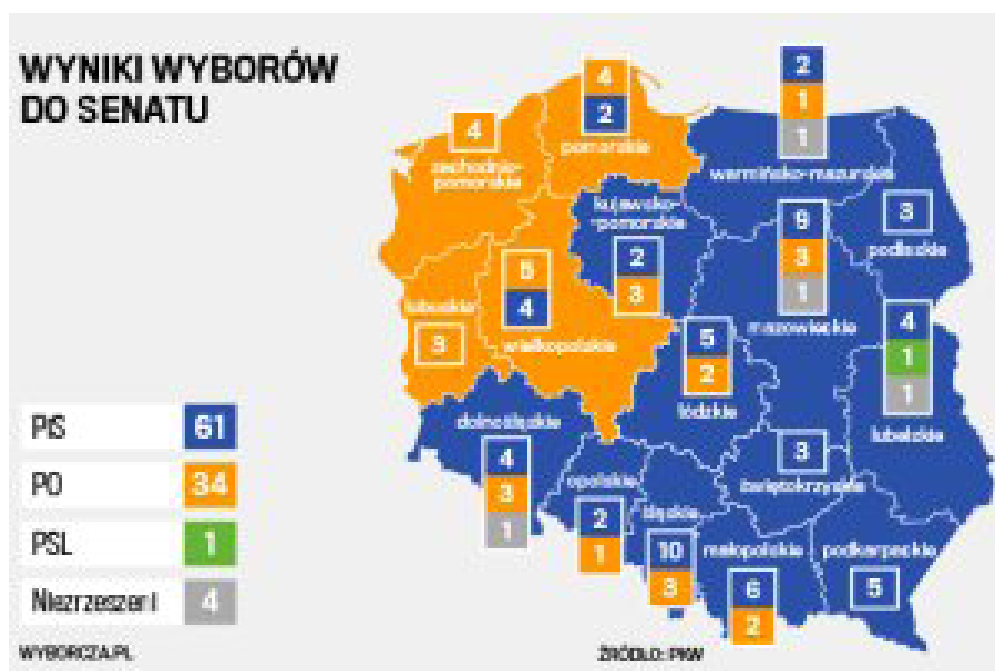 WYNIKI WYBORÓW
DO SENATU
4
2
pomorskie
4
zachodnio-
pomorskie
2
1
1
warmińsko-mazurskie
3
podlaskie
kujawsko-
-pomorskie
2
3
3
1
mazowieckie
5
4
wielkopolskie
lubuskie
3
5
2
łódzkie
4
1
1
lubelskie
dolnośląskie
4
3
1
opolskie
2
1
śląskie
10
3
3
świętokrzyskie
małopolskie
6
2
podkarpackie
5
PiS 61
PO 34
PSL 1
Niezrzeszeni 4
WYBORCZA.PL
ŹRÓDŁO: PKW